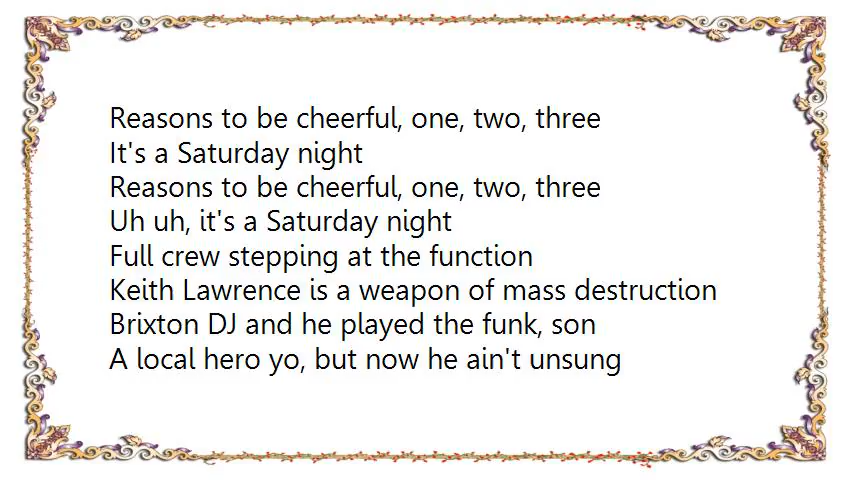 Reasons to be cheerful, one, two, three
It's a Saturday night
Reasons to be cheerful, one, two, three
Uh uh, it's a Saturday night
Full crew stepping at the function
Keith Lawrence is a weapon of mass destruction
Brixton DJ and he played the funk, son
A local hero yo, but now he ain't unsung